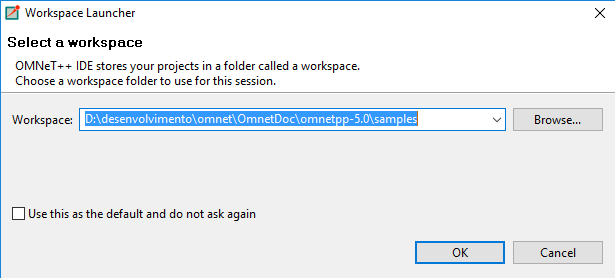 Workspace Launcher
Select a workspace
OMNeT++ IDE stores your projects in a folder called a workspace.
Choose a workspace folder to use for this session.
Workspace: D:\desenvolvimento\omnet\OmnetDoc\omnetpp-5.0\samples Browse...
Use this as the default and do not ask again
OK Cancel